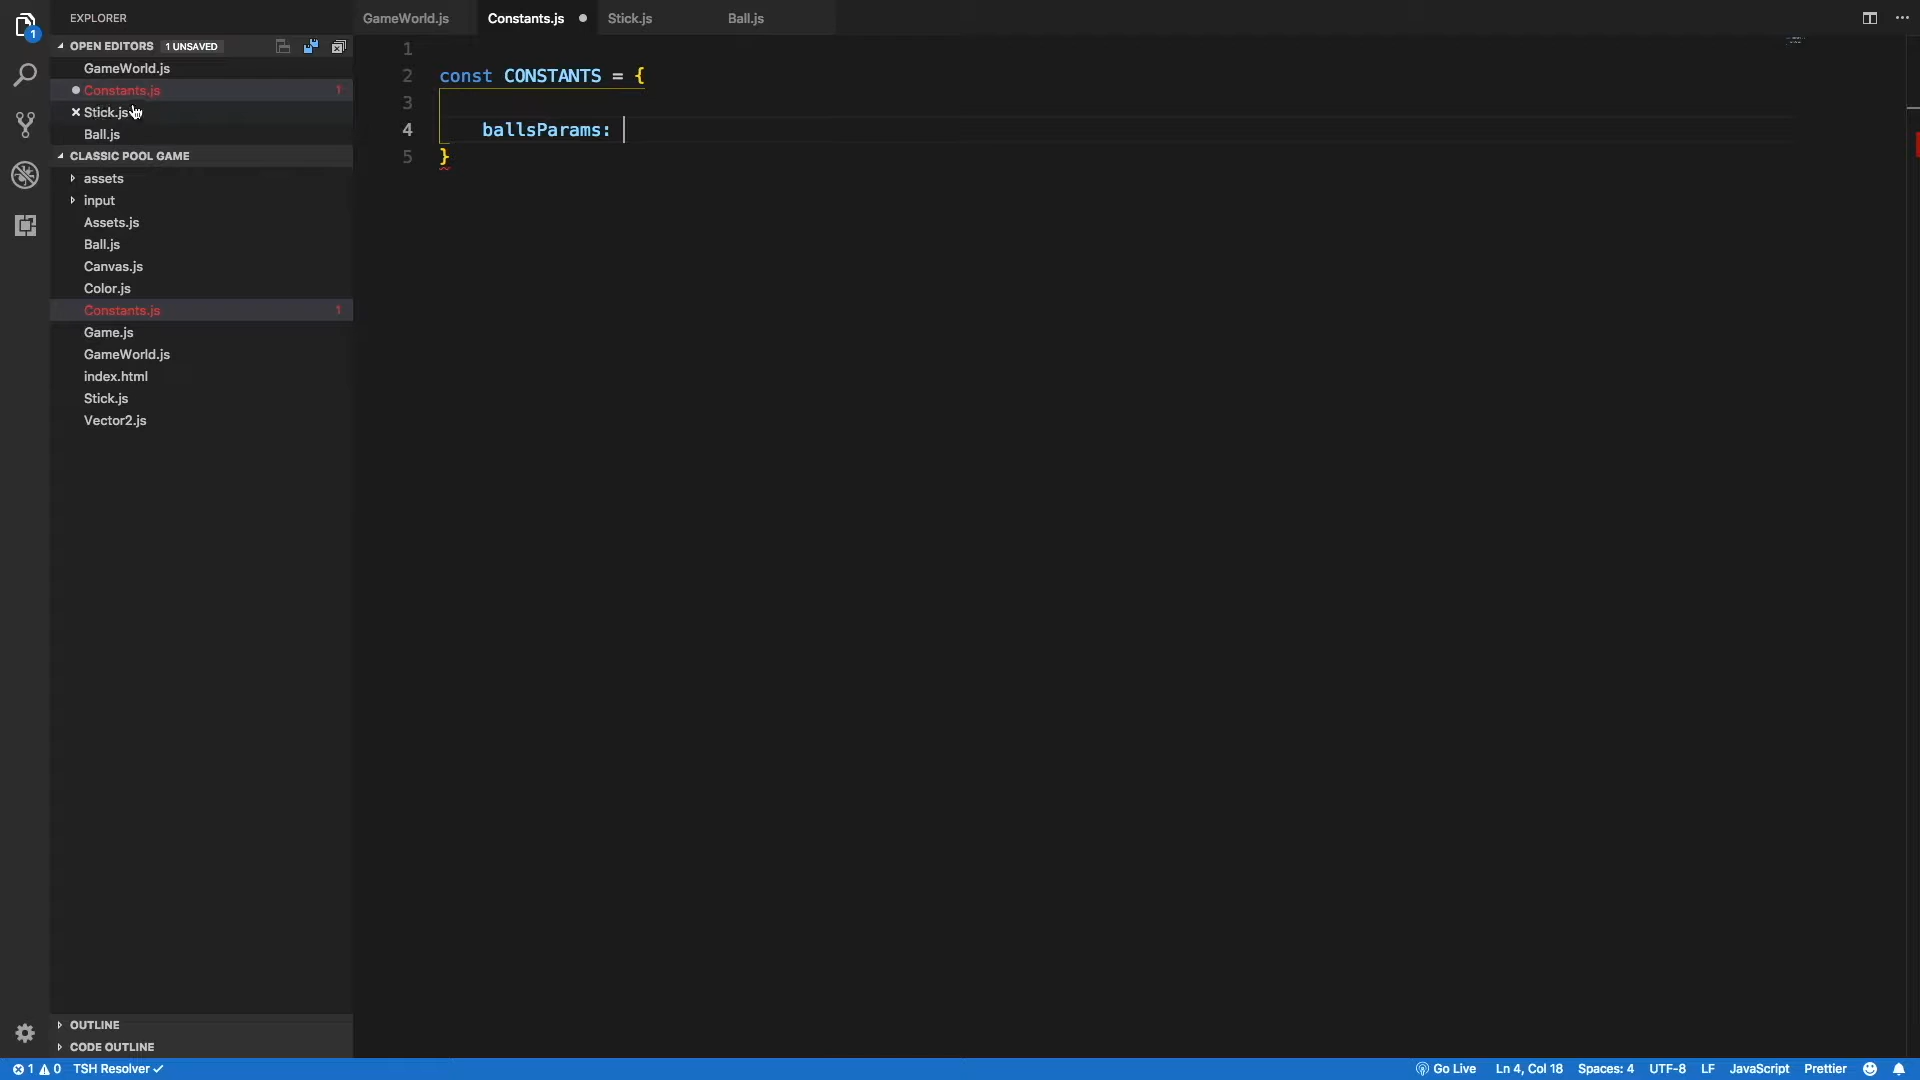 EXPLORER
GameWorld.js
Constants.js
Stick.js
Ball.js
OPEN EDITORS 1 UNSAVED
GameWorld.js
Constants.js 1
Stick.js
Ball.js
CLASSIC POOL GAME
assets
input
Assets.js
Ball.js
Canvas.js
Color.js
Constants.js 1
Game.js
GameWorld.js
index.html
Stick.js
Vector2.js
OUTLINE
CODE OUTLINE
1
1
2 const CONSTANTS = {
3
4 ballsParams:
5 }
1 0 TSH Resolver
Go Live Ln 4, Col 18 Spaces: 4 UTF-8 LF JavaScript Prettier